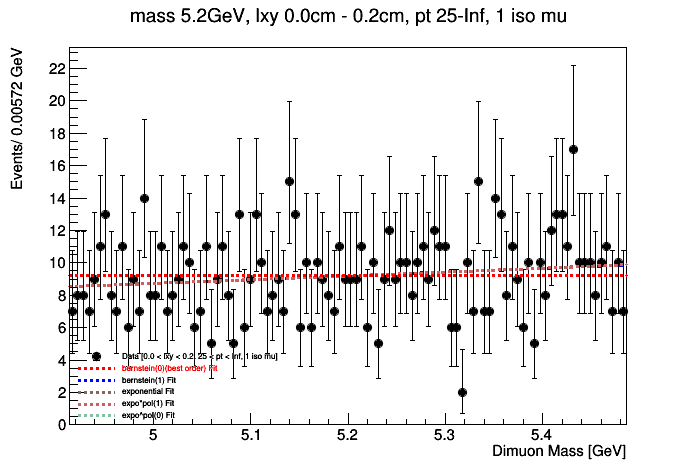 mass 5.2GeV, lxy 0.0cm - 0.2cm, pt 25-Inf, 1 iso mu
Events/ 0.00572 GeV
22
20
18
16
14
12
10
8
6
4
2
0
Data [0.0 < lxy < 0.2, 25 < pt < Inf, 1 iso mu]
bernstein(0)(best order) Fit
bernstein(1) Fit
exponential Fit
expo*pol(1) Fit
expo^pol(0) Fit
5 5.1 5.2 5.3 5.4
Dimuon Mass [GeV]